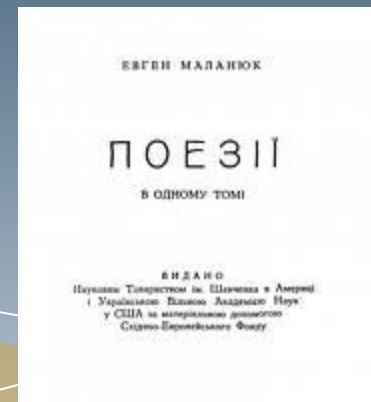 ЕВГЕН МАЛАНЮК
ПОЕЗІЇ
В ОДНОМУ ТОМІ
ВИДАНО
Науковим Товариством ім. Шевченка в Америці
і Українською Вільною Академією Наук
у США за матеріяльною допомогою
Східньо-Европейського Фонду